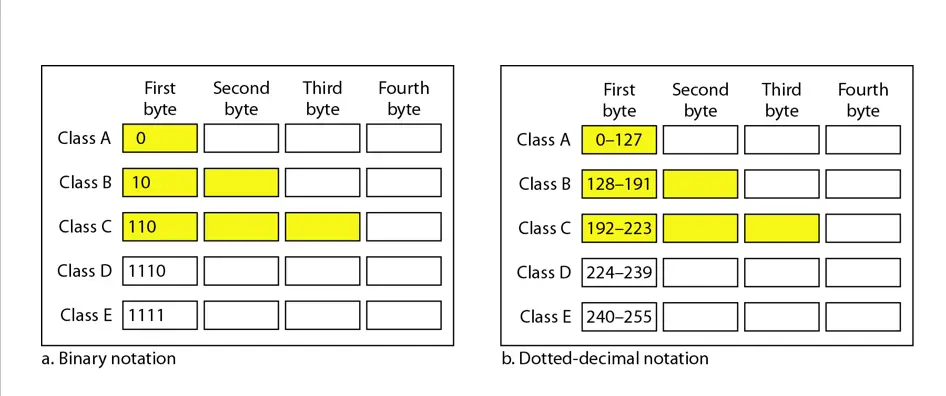 First byte Second byte Third byte Fourth byte
Class A 0
Class B 10
Class C 110
Class D 1110
Class E 1111
a. Binary notation
First byte Second byte Third byte Fourth byte
Class A 0–127
Class B 128–191
Class C 192–223
Class D 224–239
Class E 240–255
b. Dotted-decimal notation